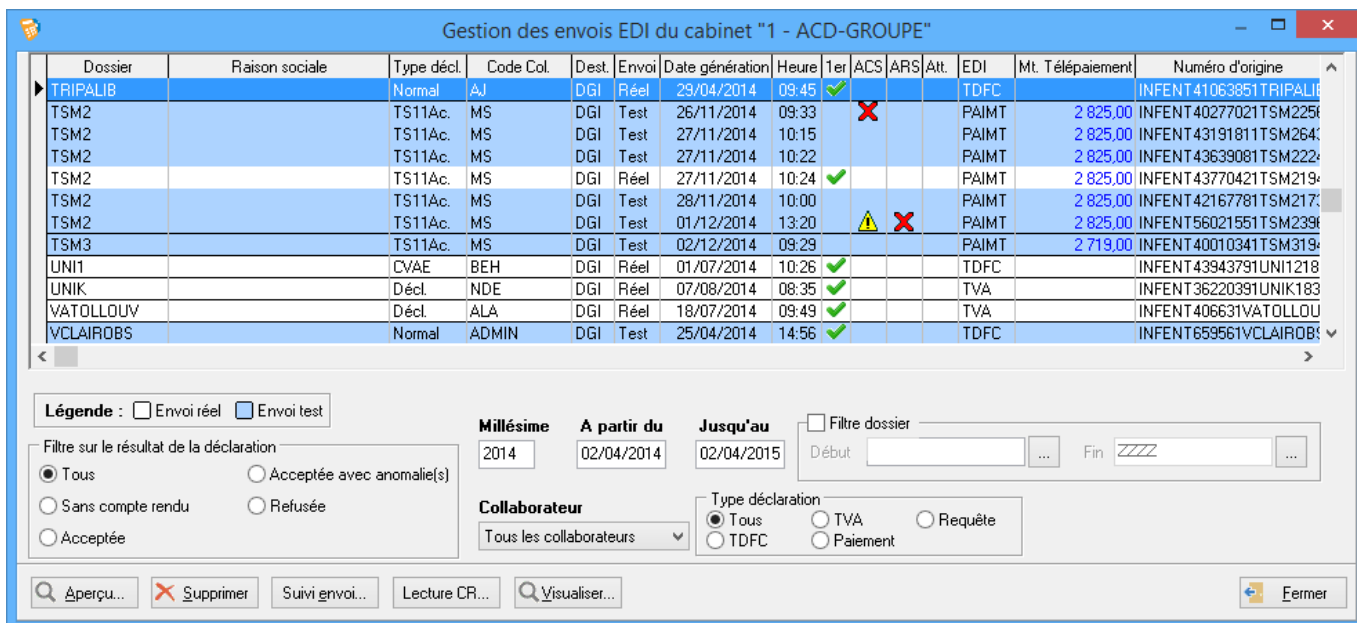 Gestion des envois EDI du cabinet "1 - ACD-GROUPE"
Dossier Raison sociale Type décl. Code Col. Dest. Envoi Date génération Heure 1er ACS ARS Att. EDI Mt. Télépaiement Numéro d'origine
TRIPALIB Normal AJ DGI Réel 29/04/2014 09:45 TDFC INFENT41063851TRIPALIB
TSM2 TS11Ac. MS DGI Test 26/11/2014 09:33 PAIMT 2 825,00 INFENT40277021TSM2256
TSM2 TS11Ac. MS DGI Test 27/11/2014 10:15 PAIMT 2 825,00 INFENT43191811TSM2643
TSM2 TS11Ac. MS DGI Test 27/11/2014 10:22 PAIMT 2 825,00 INFENT43639081TSM2224
TSM2 TS11Ac. MS DGI Réel 27/11/2014 10:24 PAIMT 2 825,00 INFENT43770421TSM2194
TSM2 TS11Ac. MS DGI Test 28/11/2014 10:00 PAIMT 2 825,00 INFENT42167781TSM2173
TSM2 TS11Ac. MS DGI Test 01/12/2014 13:20 PAIMT 2 825,00 INFENT56021551TSM2396
TSM3 TS11Ac. MS DGI Test 02/12/2014 09:29 PAIMT 2 719,00 INFENT40010341TSM3194
UNI1 CVAE BEH DGI Réel 01/07/2014 10:26 TDFC INFENT43943791UNI1218
UNIK Décl. NDE DGI Réel 07/08/2014 08:35 TVA INFENT36220391UNIK183
VATOLLOUV Décl. ALA DGI Réel 18/07/2014 09:49 TVA INFENT406631VATOLLOU
VCLAIROBS Normal ADMIN DGI Test 25/04/2014 14:56 TDFC INFENT659561VCLAIROBS
Légende : Envoi réel Envoi test
Filtre sur le résultat de la déclaration
Tous Acceptée avec anomalie(s)
Sans compte rendu Refusée
Acceptée
Millésime A partir du Jusqu'au
2014 02/04/2014 02/04/2015
Filtre dossier
Début ... Fin ZZZZ ...
Collaborateur
Tous les collaborateurs
Type déclaration
Tous TVA Requête
TDFC Paiement
Aperçu... Supprimer Suivi envoi... Lecture CR... Visualiser... Fermer